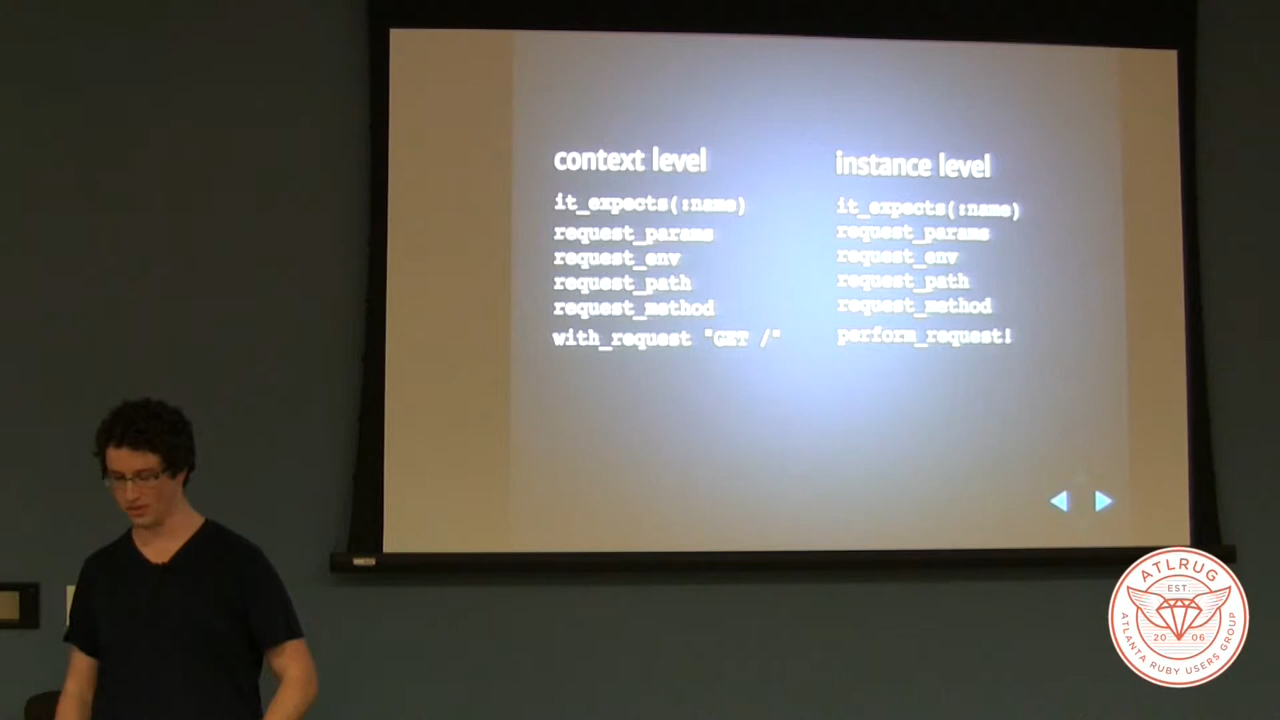 context level
it_expects(:name)
request_params
request_env
request_path
request_method
with_request "GET /"
instance level
it_expects(:name)
request_params
request_env
request_path
request_method
perform_request!
ATLRUG
EST.
20 06
ATLANTA RUBY USERS GROUP